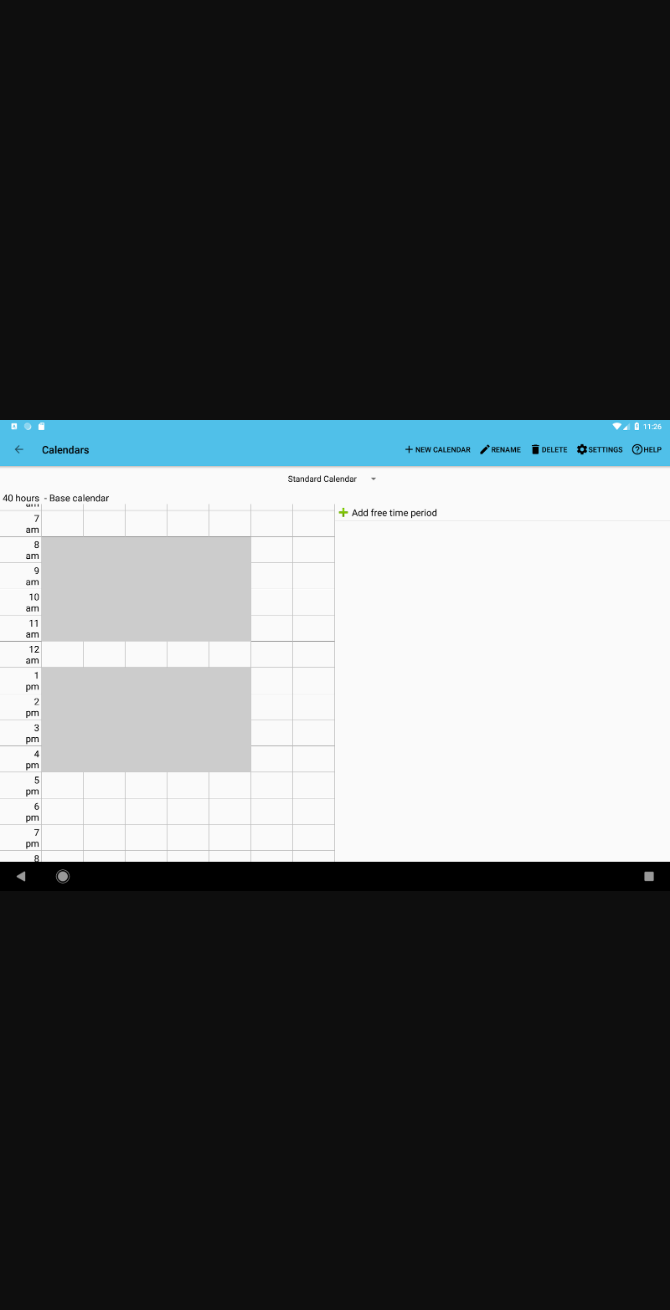 11:26
Calendars
NEW CALENDAR RENAME DELETE SETTINGS HELP
Standard Calendar
40 hours - Base calendar
am
Add free time period
7
am
8
am
9
am
10
am
11
am
12
am
1
pm
2
pm
3
pm
4
pm
5
pm
6
pm
7
pm
8